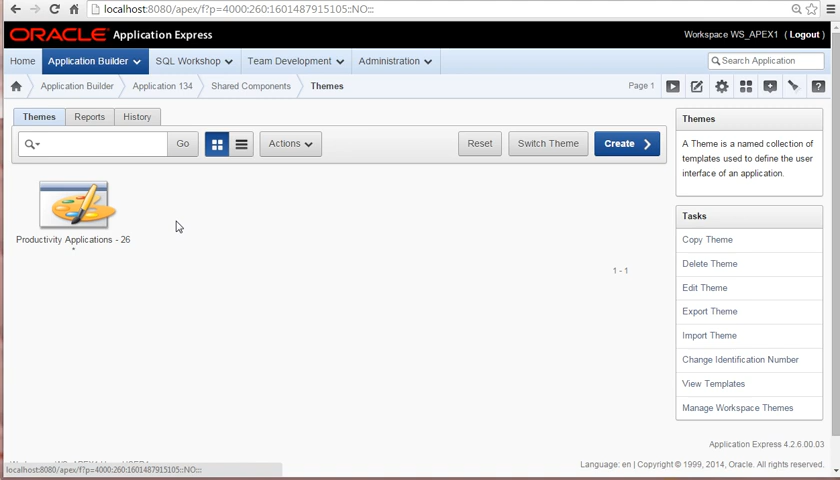 localhost:8080/apex/f?p=4000:260:1601487915105::NO:::
ORACLE Application Express
Workspace WS_APEX1 (Logout)
Home Application Builder SQL Workshop Team Development Administration
Search Application
Application Builder Application 134 Shared Components Themes
Page 1
Themes Reports History
Go
Actions
Reset
Switch Theme
Create
Productivity Applications - 26
*
1 - 1
Themes
A Theme is a named collection of
templates used to define the user
interface of an application.
Tasks
Copy Theme
Delete Theme
Edit Theme
Export Theme
Import Theme
Change Identification Number
View Templates
Manage Workspace Themes
Application Express 4.2.6.00.03
Language: en | Copyright © 1999, 2014, Oracle. All rights reserved.
localhost:8080/apex/f?p=4000:260:1601487915105::NO:::